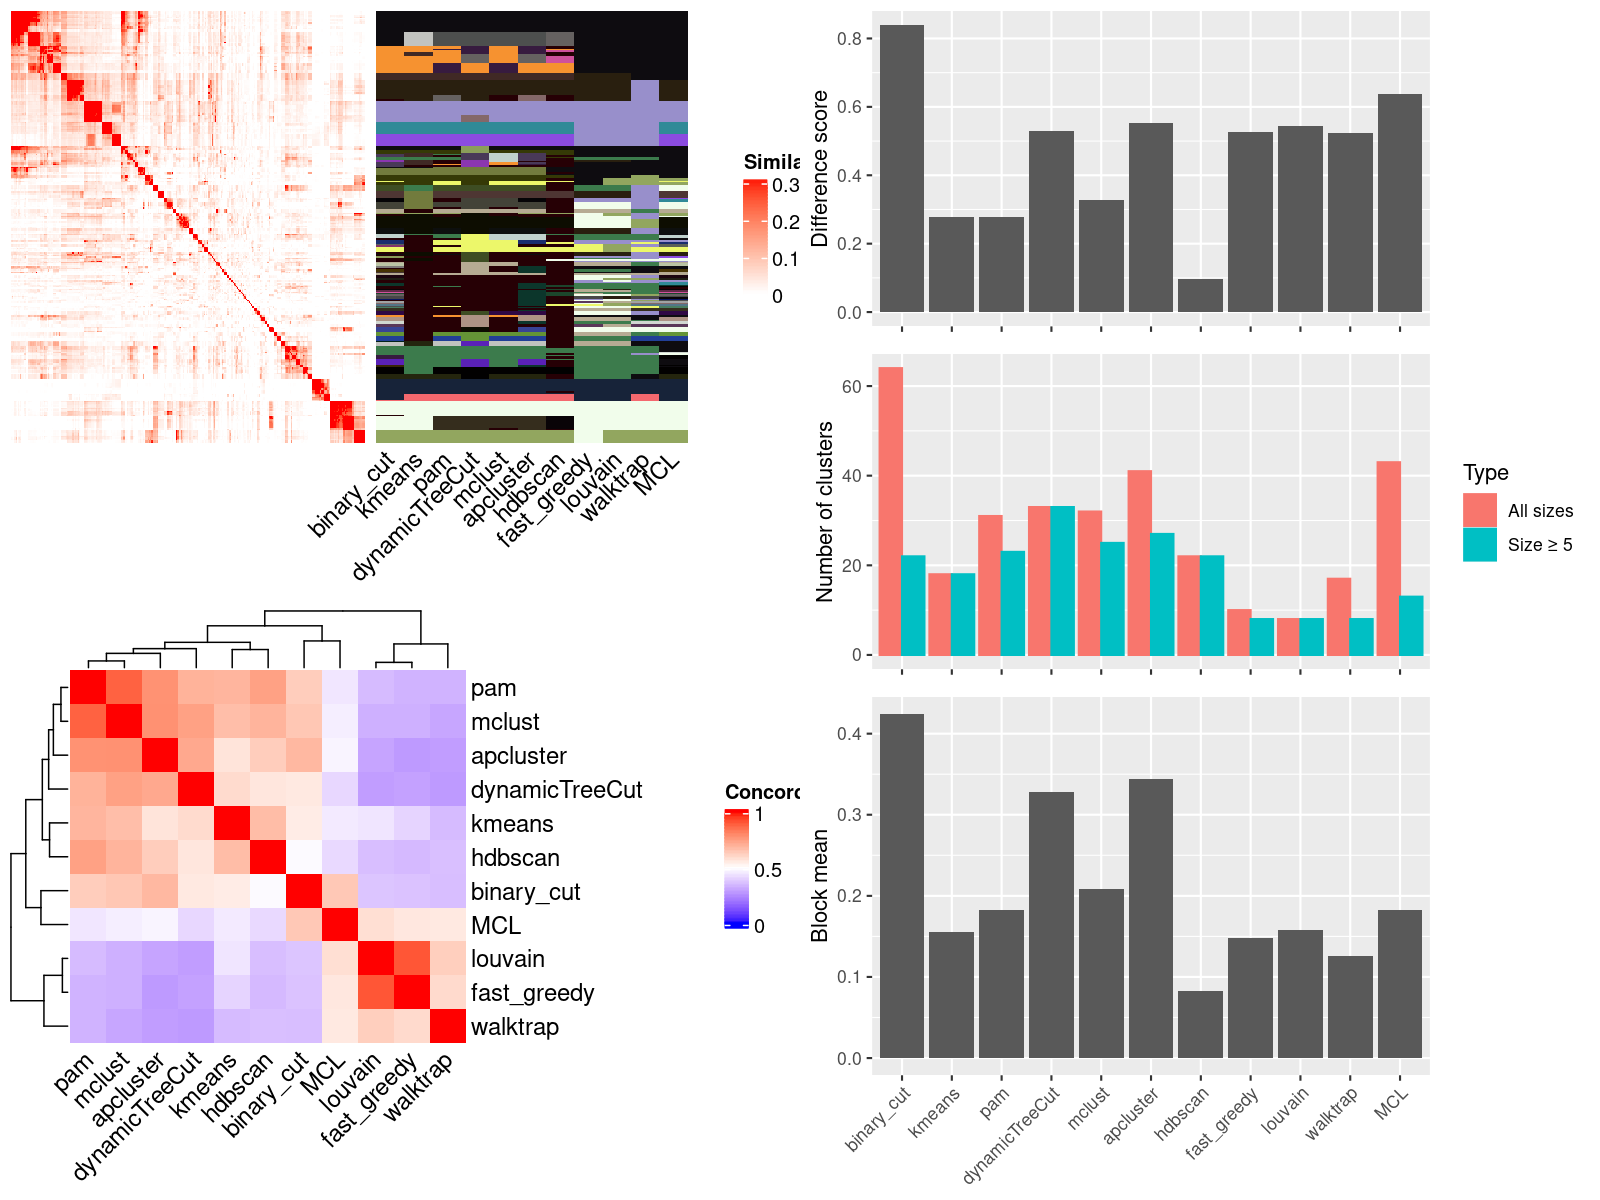 Simila
0.3
0.2
0.1
0
binary_cut
kmeans
pam
dynamicTreeCut
mclust
apcluster
hdbscan
fast_greedy
louvain
walktrap
MCL
Difference score
0.8
0.6
0.4
0.2
0.0
Number of clusters
60
40
20
0
Type
All sizes
Size ≥ 5
pam
mclust
apcluster
dynamicTreeCut
kmeans
hdbscan
binary_cut
MCL
louvain
fast_greedy
walktrap
pam
mclust
apcluster
dynamicTreeCut
kmeans
hdbscan
binary_cut
MCL
louvain
fast_greedy
walktrap
Concord
1
0.5
0
Block mean
0.4
0.3
0.2
0.1
0.0
binary_cut
kmeans
pam
dynamicTreeCut
mclust
apcluster
hdbscan
fast_greedy
louvain
walktrap
MCL